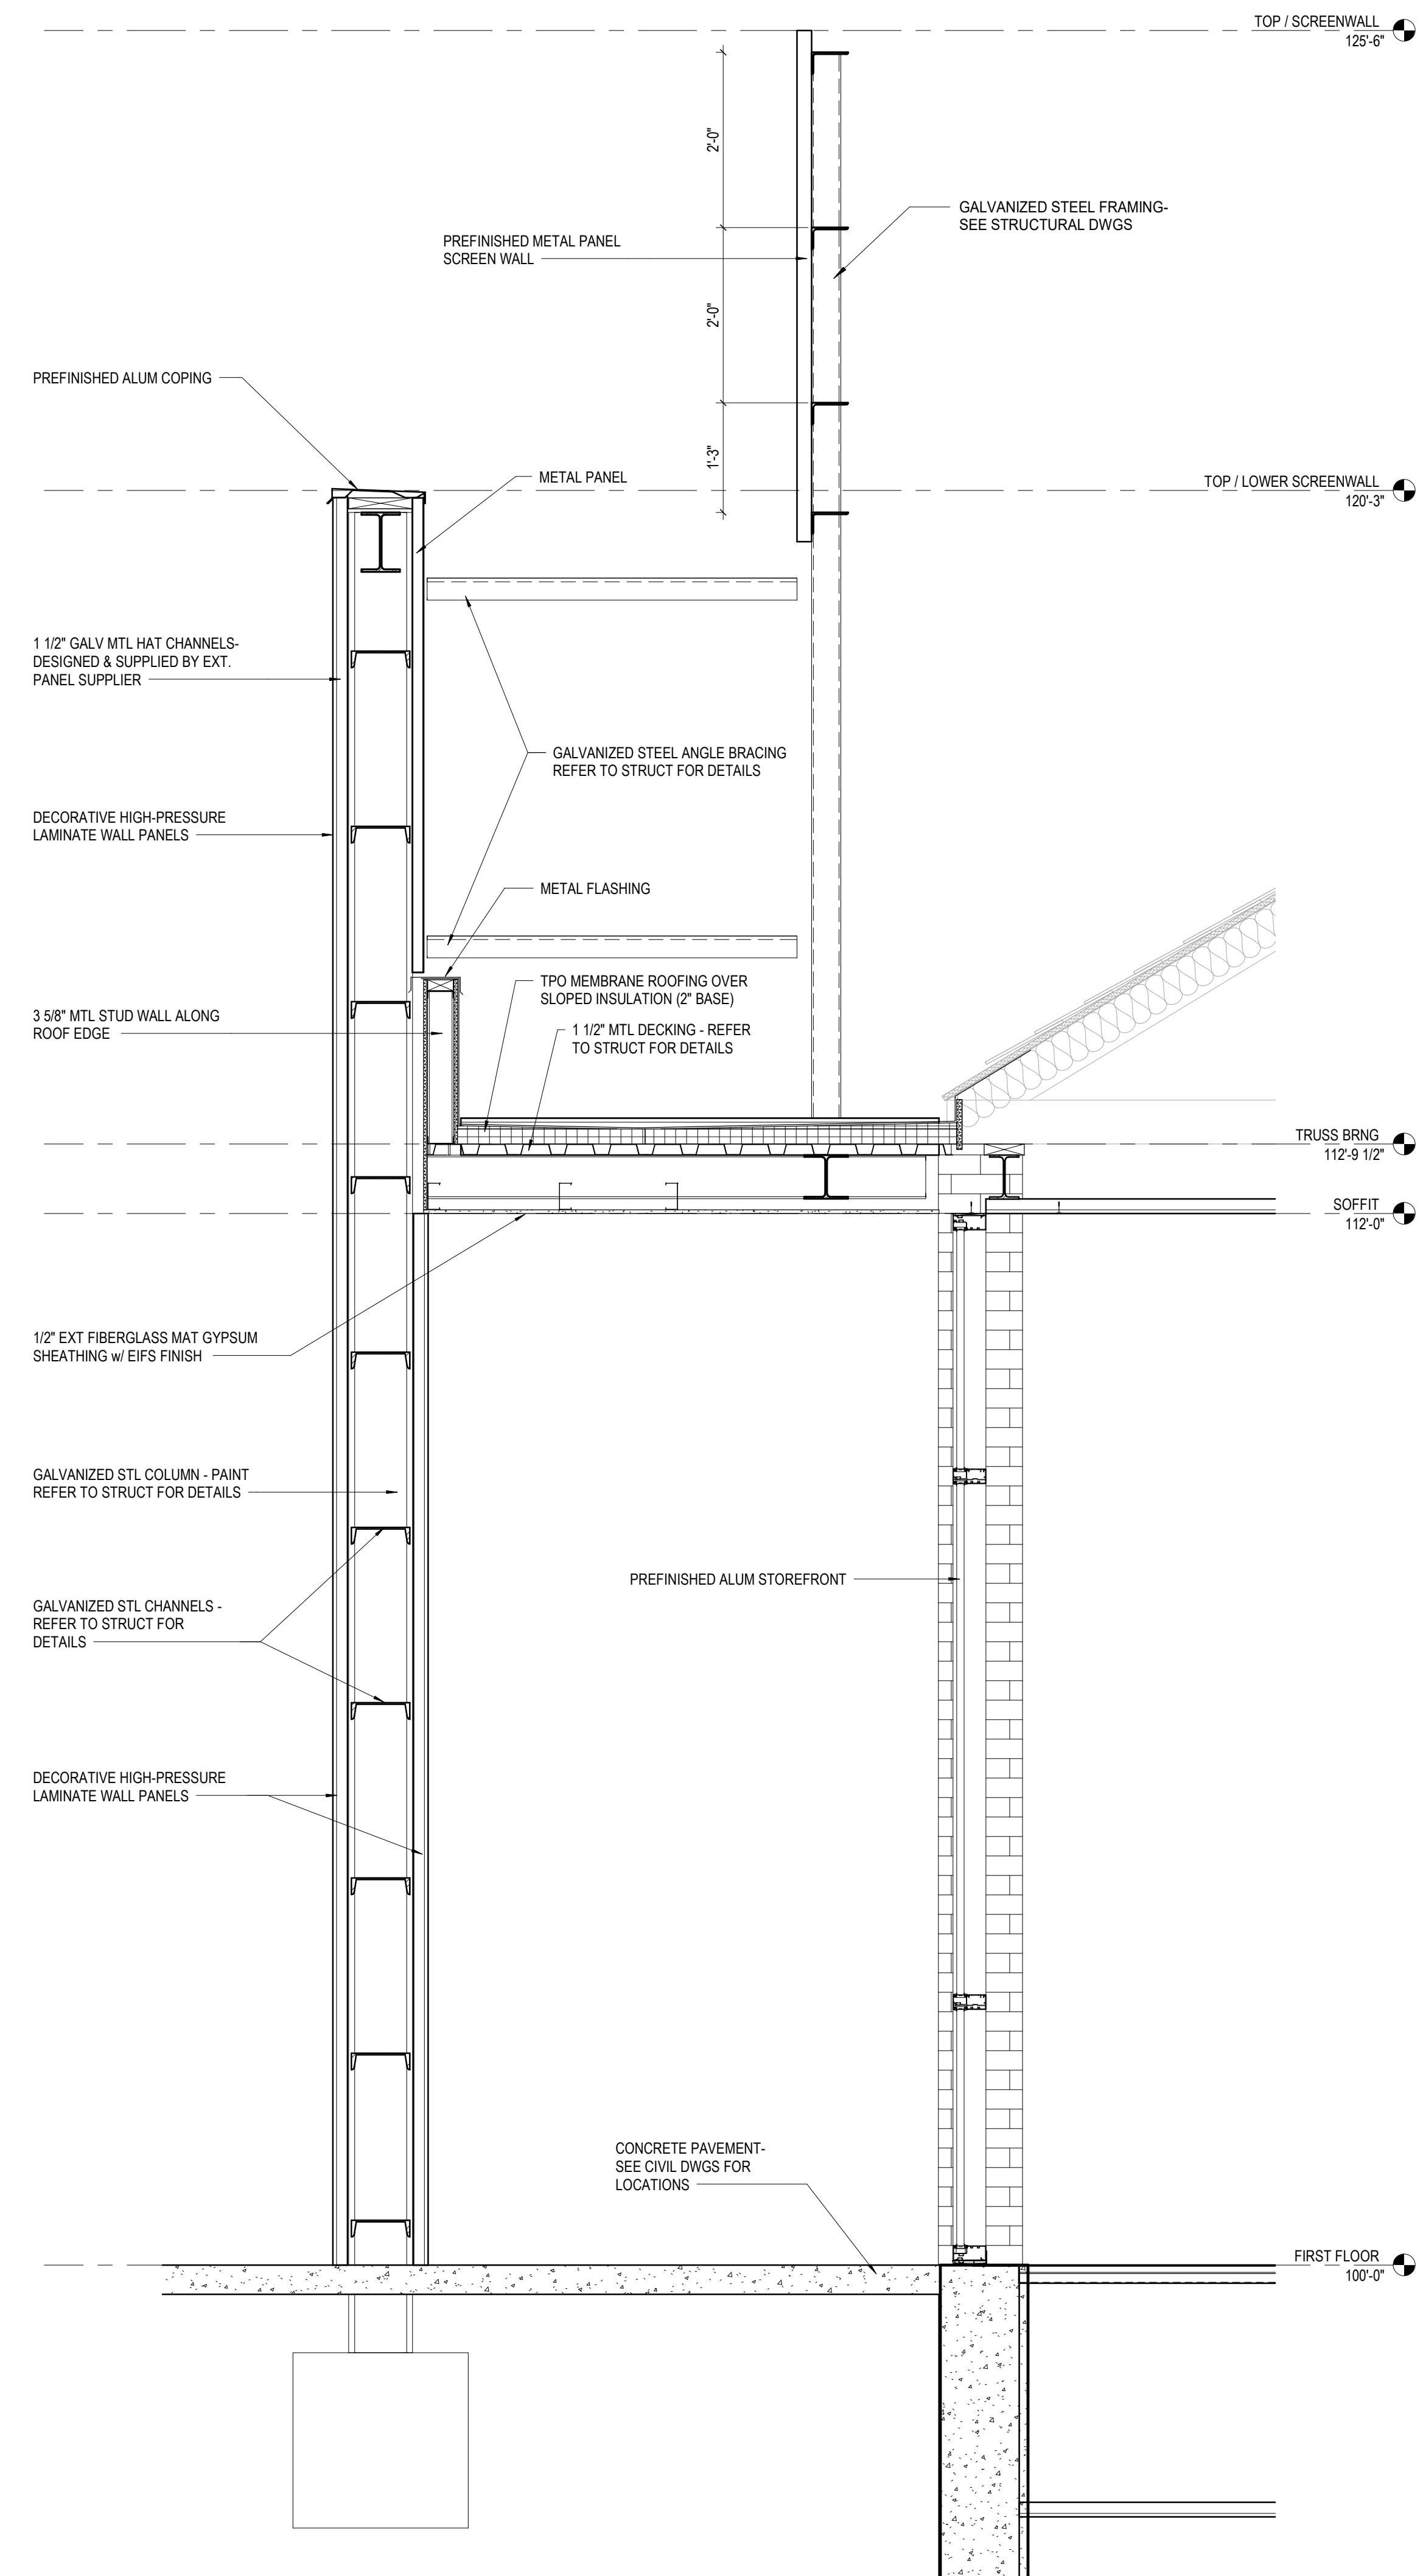 TOP / SCREENWALL
125'-6"
2'-0"
GALVANIZED STEEL FRAMING-
SEE STRUCTURAL DWGS
PREFINISHED METAL PANEL
SCREEN WALL
2'-0"
PREFINISHED ALUM COPING
1'-3"
METAL PANEL
TOP / LOWER SCREENWALL
120'-3"
1 1/2" GALV MTL HAT CHANNELS-
DESIGNED & SUPPLIED BY EXT.
PANEL SUPPLIER
GALVANIZED STEEL ANGLE BRACING
REFER TO STRUCT FOR DETAILS
DECORATIVE HIGH-PRESSURE
LAMINATE WALL PANELS
METAL FLASHING
TPO MEMBRANE ROOFING OVER
SLOPED INSULATION (2" BASE)
3 5/8" MTL STUD WALL ALONG
ROOF EDGE
1 1/2" MTL DECKING - REFER
TO STRUCT FOR DETAILS
TRUSS BRNG
112'-9 1/2"
SOFFIT
112'-0"
1/2" EXT FIBERGLASS MAT GYPSUM
SHEATHING w/ EIFS FINISH
GALVANIZED STL COLUMN - PAINT
REFER TO STRUCT FOR DETAILS
PREFINISHED ALUM STOREFRONT
GALVANIZED STL CHANNELS -
REFER TO STRUCT FOR
DETAILS
DECORATIVE HIGH-PRESSURE
LAMINATE WALL PANELS
CONCRETE PAVEMENT-
SEE CIVIL DWGS FOR
LOCATIONS
FIRST FLOOR
100'-0"